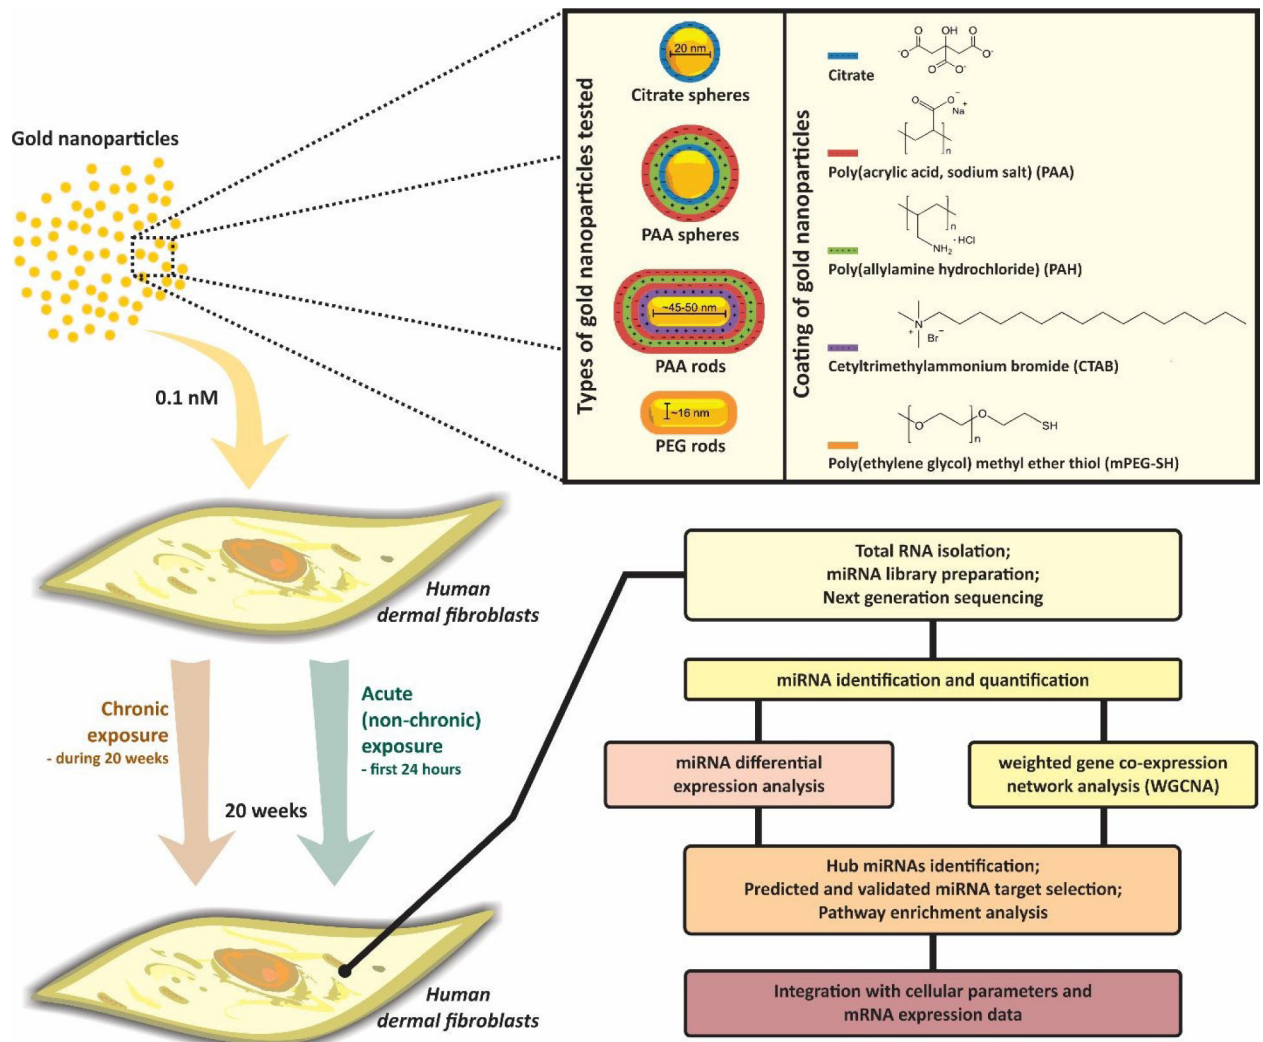 Gold nanoparticles
0.1 nM
Types of gold nanoparticles tested
20 nm
Citrate spheres
PAA spheres
~45-50 nm
PAA rods
~16 nm
PEG rods
Coating of gold nanoparticles
O
OH
O
-O
O-
O
O-
Citrate
O
O−
Na+
n
Poly(acrylic acid, sodium salt) (PAA)
n
NH2
· HCl
Poly(allylamine hydrochloride) (PAH)
N
+
Br−
Cetyltrimethylammonium bromide (CTAB)
O
n
O
SH
Poly(ethylene glycol) methyl ether thiol (mPEG-SH)
Human
dermal fibroblasts
Chronic
exposure
- during 20 weeks
Acute
(non-chronic)
exposure
- first 24 hours
20 weeks
Human
dermal fibroblasts
Total RNA isolation;
miRNA library preparation;
Next generation sequencing
miRNA identification and quantification
miRNA differential
expression analysis
weighted gene co-expression
network analysis (WGCNA)
Hub miRNAs identification;
Predicted and validated miRNA target selection;
Pathway enrichment analysis
Integration with cellular parameters and
mRNA expression data